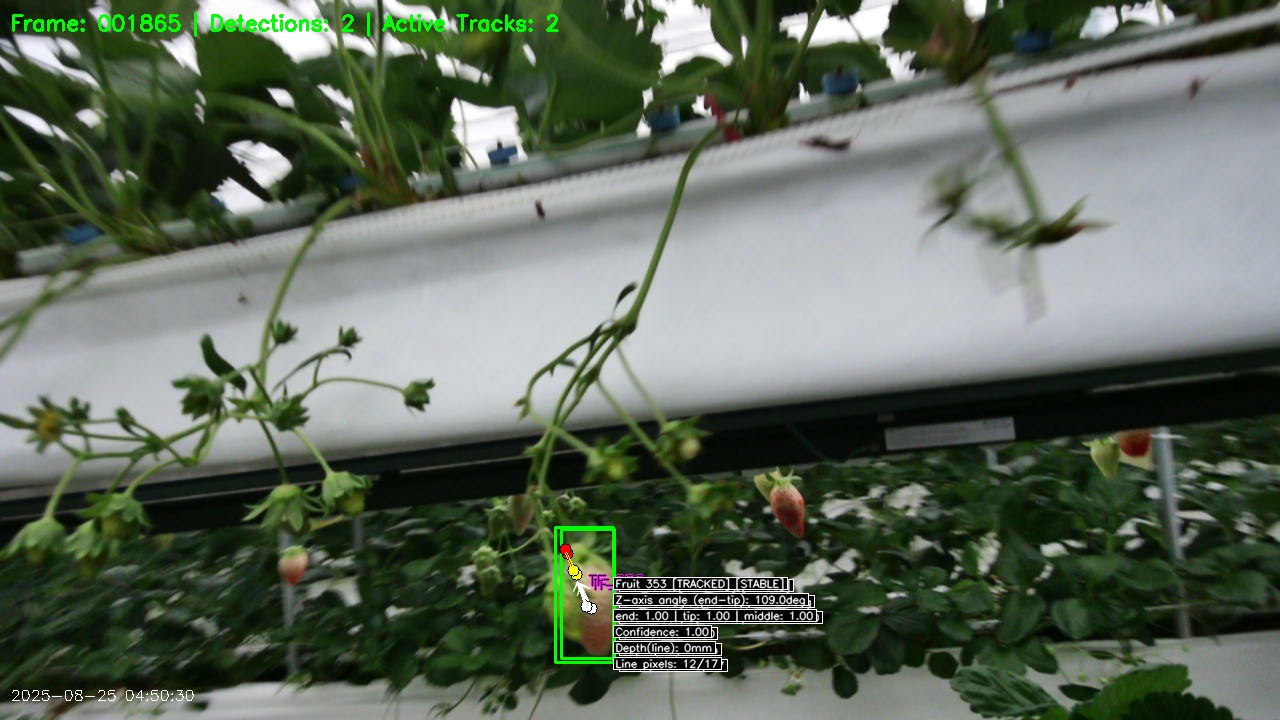 Frame: 001865 | Detections: 2 | Active Tracks: 2
Fruit 353 [TRACKED] [STABLE]
Z-axis angle (end-tip): 109.0deg
end: 1.00 | tip: 1.00 | middle: 1.00
Confidence: 1.00
Depth(line): 0mm
Line pixels: 12/17
2025-08-25 04:50:30